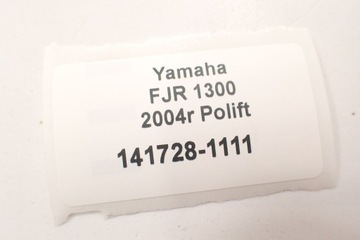 Yamaha
FJR 1300
2004r Polift
141728-1111